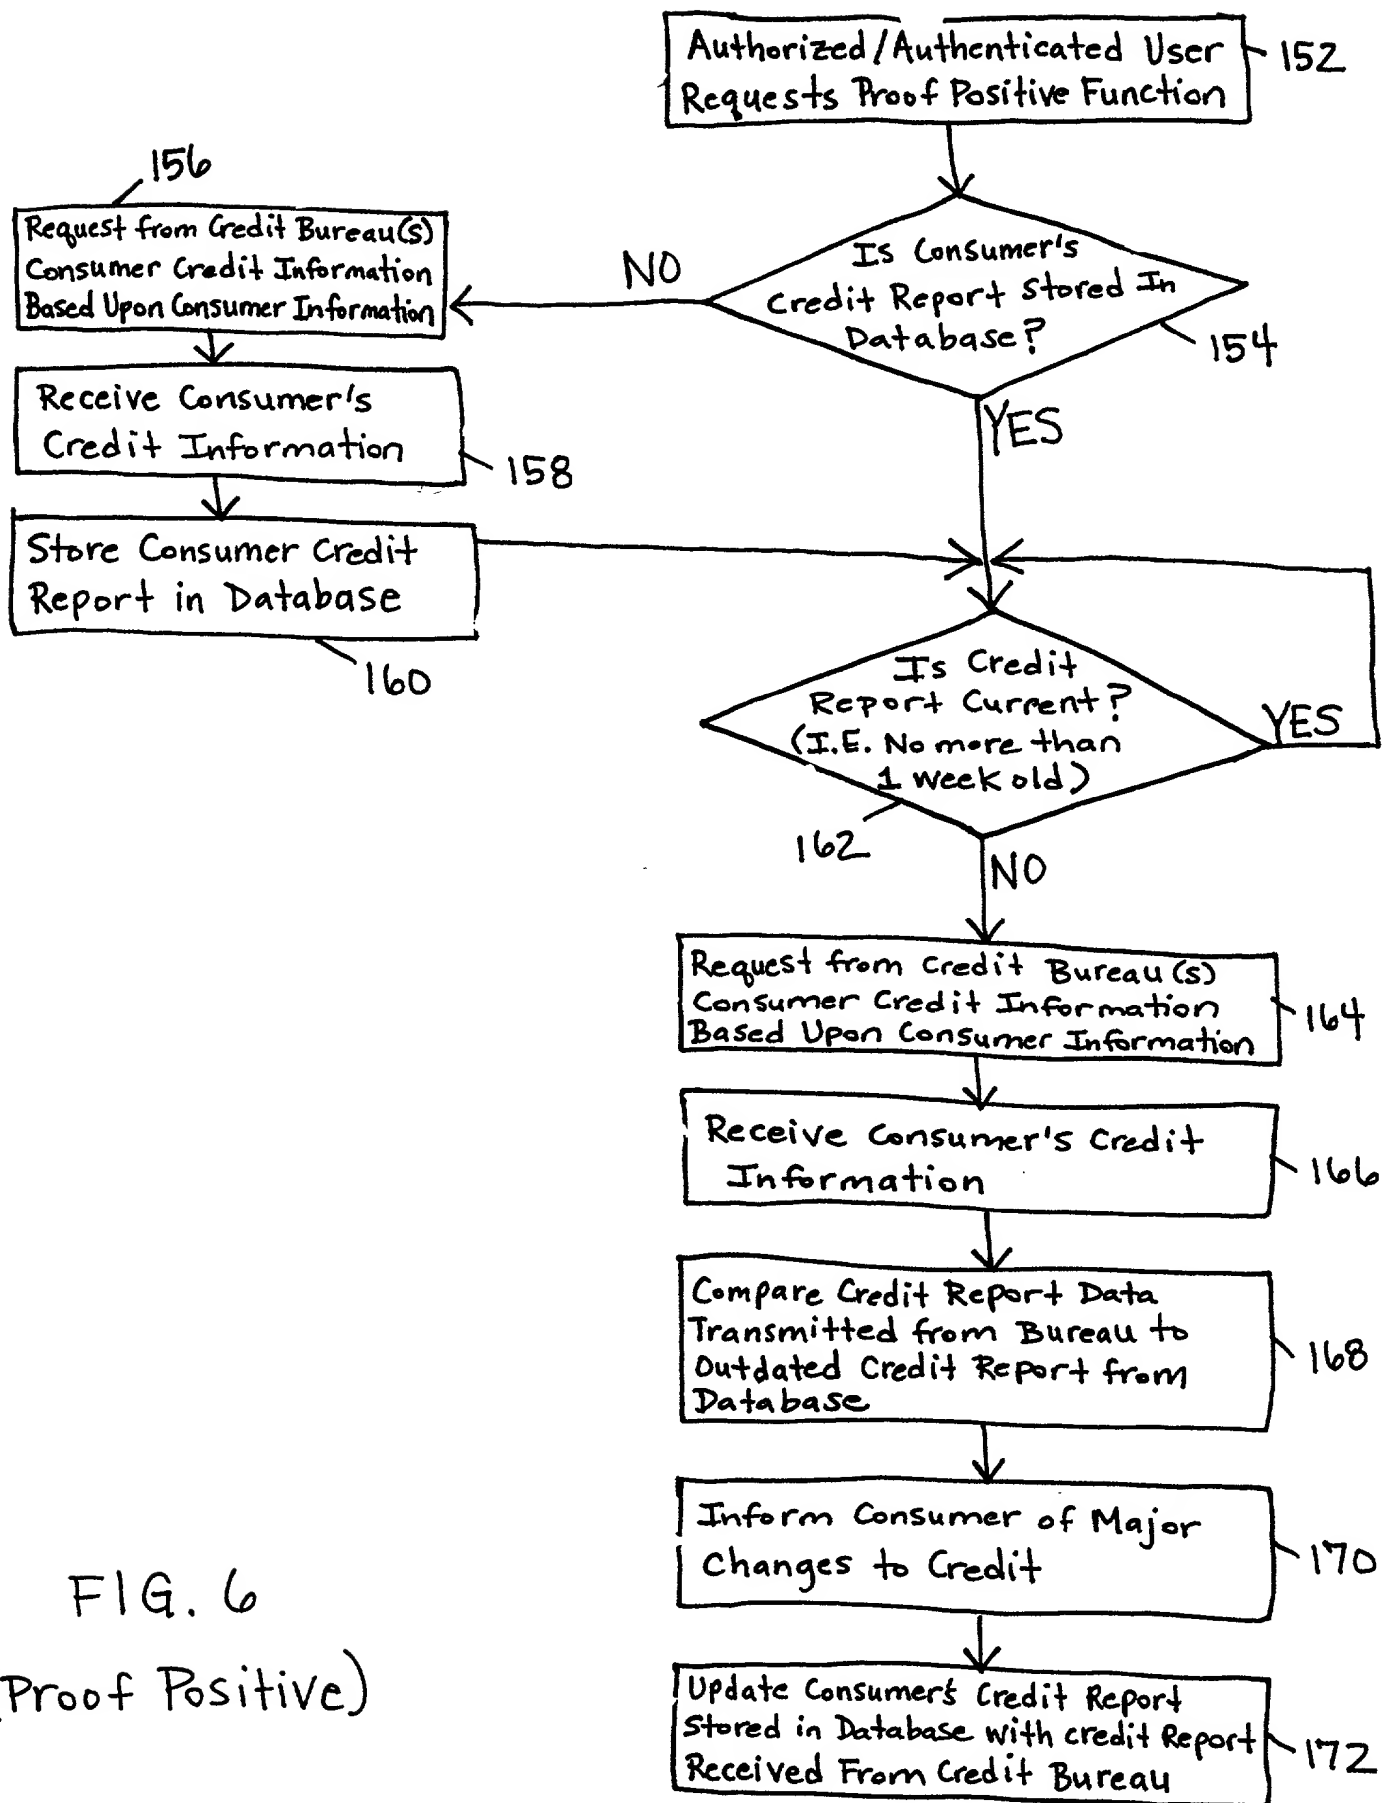 Authorized/Authenticated User
Requests Proof Positive Function
152
156
Request from Credit Bureau(s)
Consumer Credit Information
Based Upon Consumer Information
NO
Is Consumer's
Credit Report Stored In
Database?
154
YES
Receive Consumer's
Credit Information
158
Store Consumer Credit
Report in Database
160
Is Credit
Report Current?
(I.E. No more than
1 week old)
YES
162
NO
Request from Credit Bureau(s)
Consumer Credit Information
Based Upon Consumer Information
164
Receive Consumer's Credit
Information
166
Compare Credit Report Data
Transmitted from Bureau to
Outdated Credit Report from
Database
168
Inform Consumer of Major
Changes to Credit
170
Update Consumer's Credit Report
Stored in Database with credit Report
Received From Credit Bureau
172
FIG. 6
(Proof Positive)